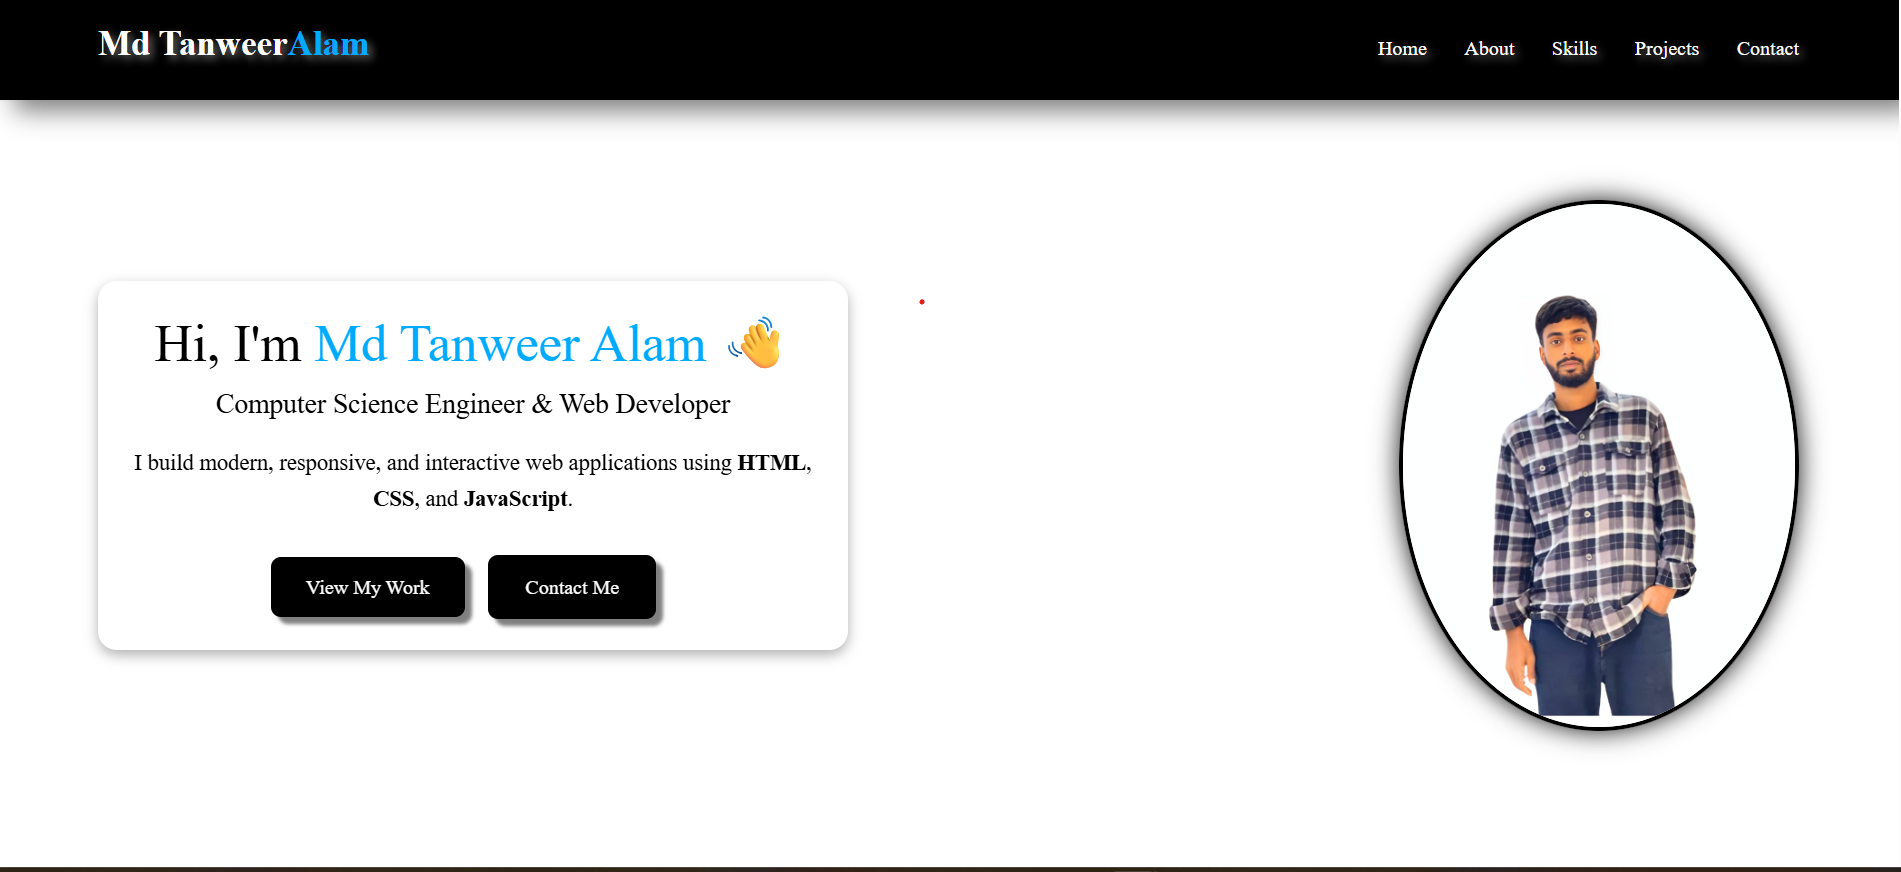 Md TanweerAlam
Home About Skills Projects Contact
Hi, I'm Md Tanweer Alam 👋
Computer Science Engineer & Web Developer
I build modern, responsive, and interactive web applications using HTML,
CSS, and JavaScript.
View My Work Contact Me